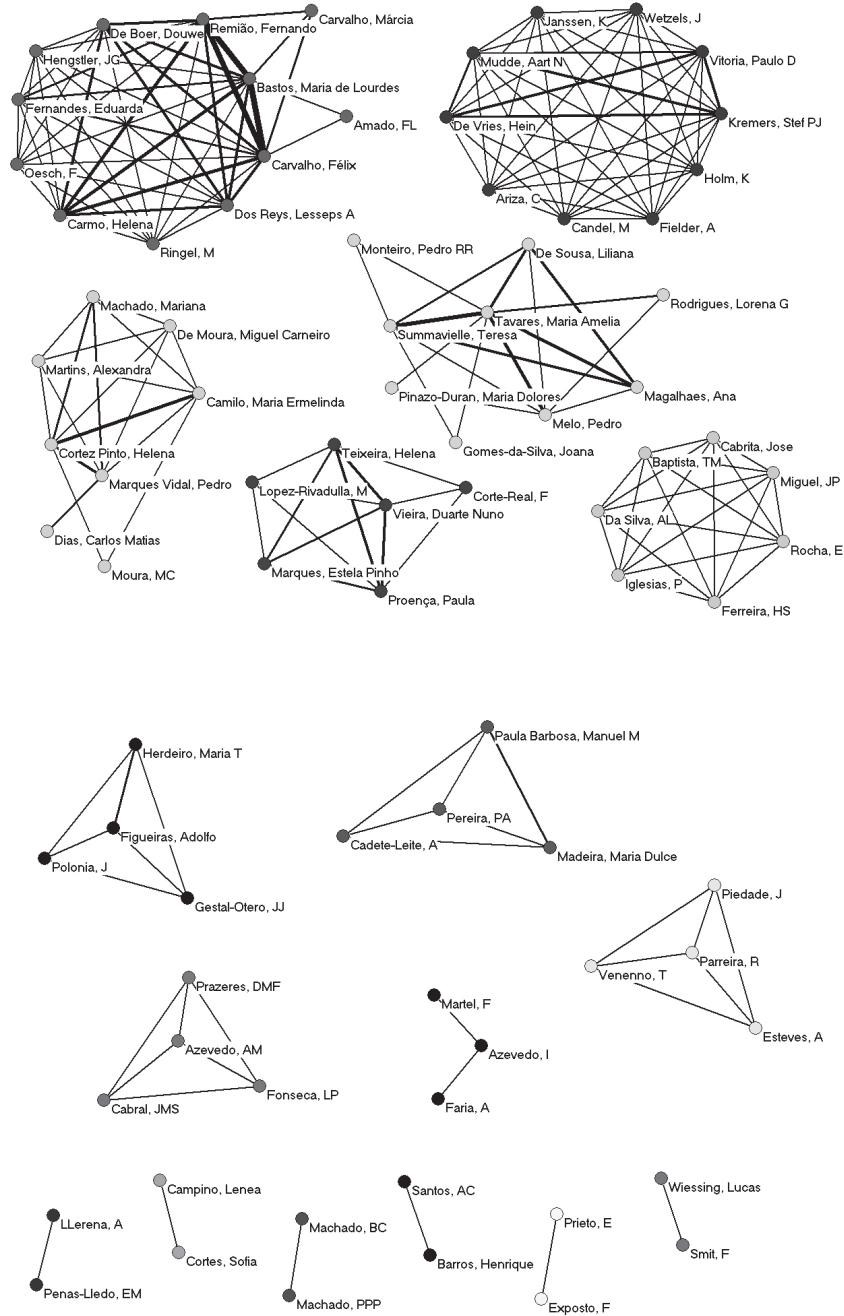 Carvalho, Márcia
Remião, Fernando
De Boer, Douwe
Hengstler, JG
Bastos, Maria de Lourdes
Fernandes, Eduarda
Amado, FL
Carvalho, Félix
Oesch, F
Dos Reys, Lesseps A
Carmo, Helena
Ringel, M
Janssen, K
Wetzels, J
Mudde, Aart N
Vitoria, Paulo D
De Vries, Hein
Kremers, Stef PJ
Holm, K
Ariza, C
Candel, M
Fielder, A
Monteiro, Pedro RR
De Sousa, Liliana
Rodrigues, Lorena G
Tavares, Maria Amelia
Summavielle, Teresa
Pinazo-Duran, Maria Dolores
Magalhaes, Ana
Melo, Pedro
Gomes-da-Silva, Joana
Machado, Mariana
De Moura, Miguel Carneiro
Martins, Alexandra
Camilo, Maria Ermelinda
Cortez Pinto, Helena
Marques Vidal, Pedro
Dias, Carlos Matias
Moura, MC
Teixeira, Helena
Lopez-Rivadulla, M
Corte-Real, F
Vieira, Duarte Nuno
Marques, Estela Pinho
Proença, Paula
Cabrita, Jose
Baptista, TM
Miguel, JP
Da Silva, AL
Rocha, E
Iglesias, P
Ferreira, HS
Herdeiro, Maria T
Figueiras, Adolfo
Polonia, J
Gestal-Otero, JJ
Paula Barbosa, Manuel M
Pereira, PA
Cadete-Leite, A
Madeira, Maria Dulce
Piedade, J
Parreira, R
Venenno, T
Esteves, A
Prazeres, DMF
Azevedo, AM
Fonseca, LP
Cabral, JMS
Martel, F
Azevedo, I
Faria, A
LLerena, A
Penas-Lledo, EM
Campino, Lenea
Cortes, Sofia
Machado, BC
Machado, PPP
Santos, AC
Barros, Henrique
Prieto, E
Exposto, F
Wiessing, Lucas
Smit, F